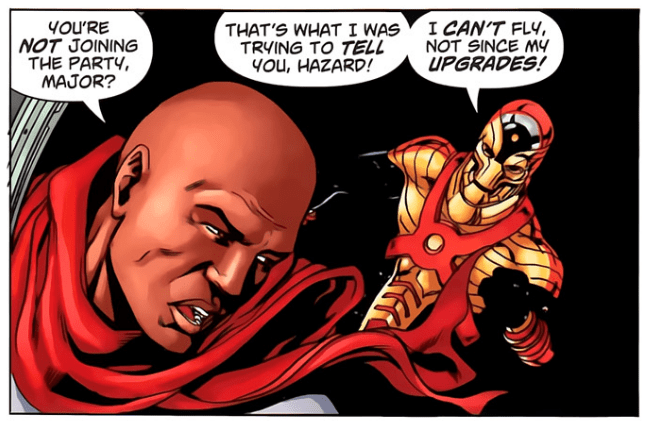 YOU'RE
NOT JOINING
THE PARTY,
MAJOR?
THAT'S WHAT I WAS
TRYING TO TELL
YOU, HAZARD!
I CAN'T FLY,
NOT SINCE MY
UPGRADES!